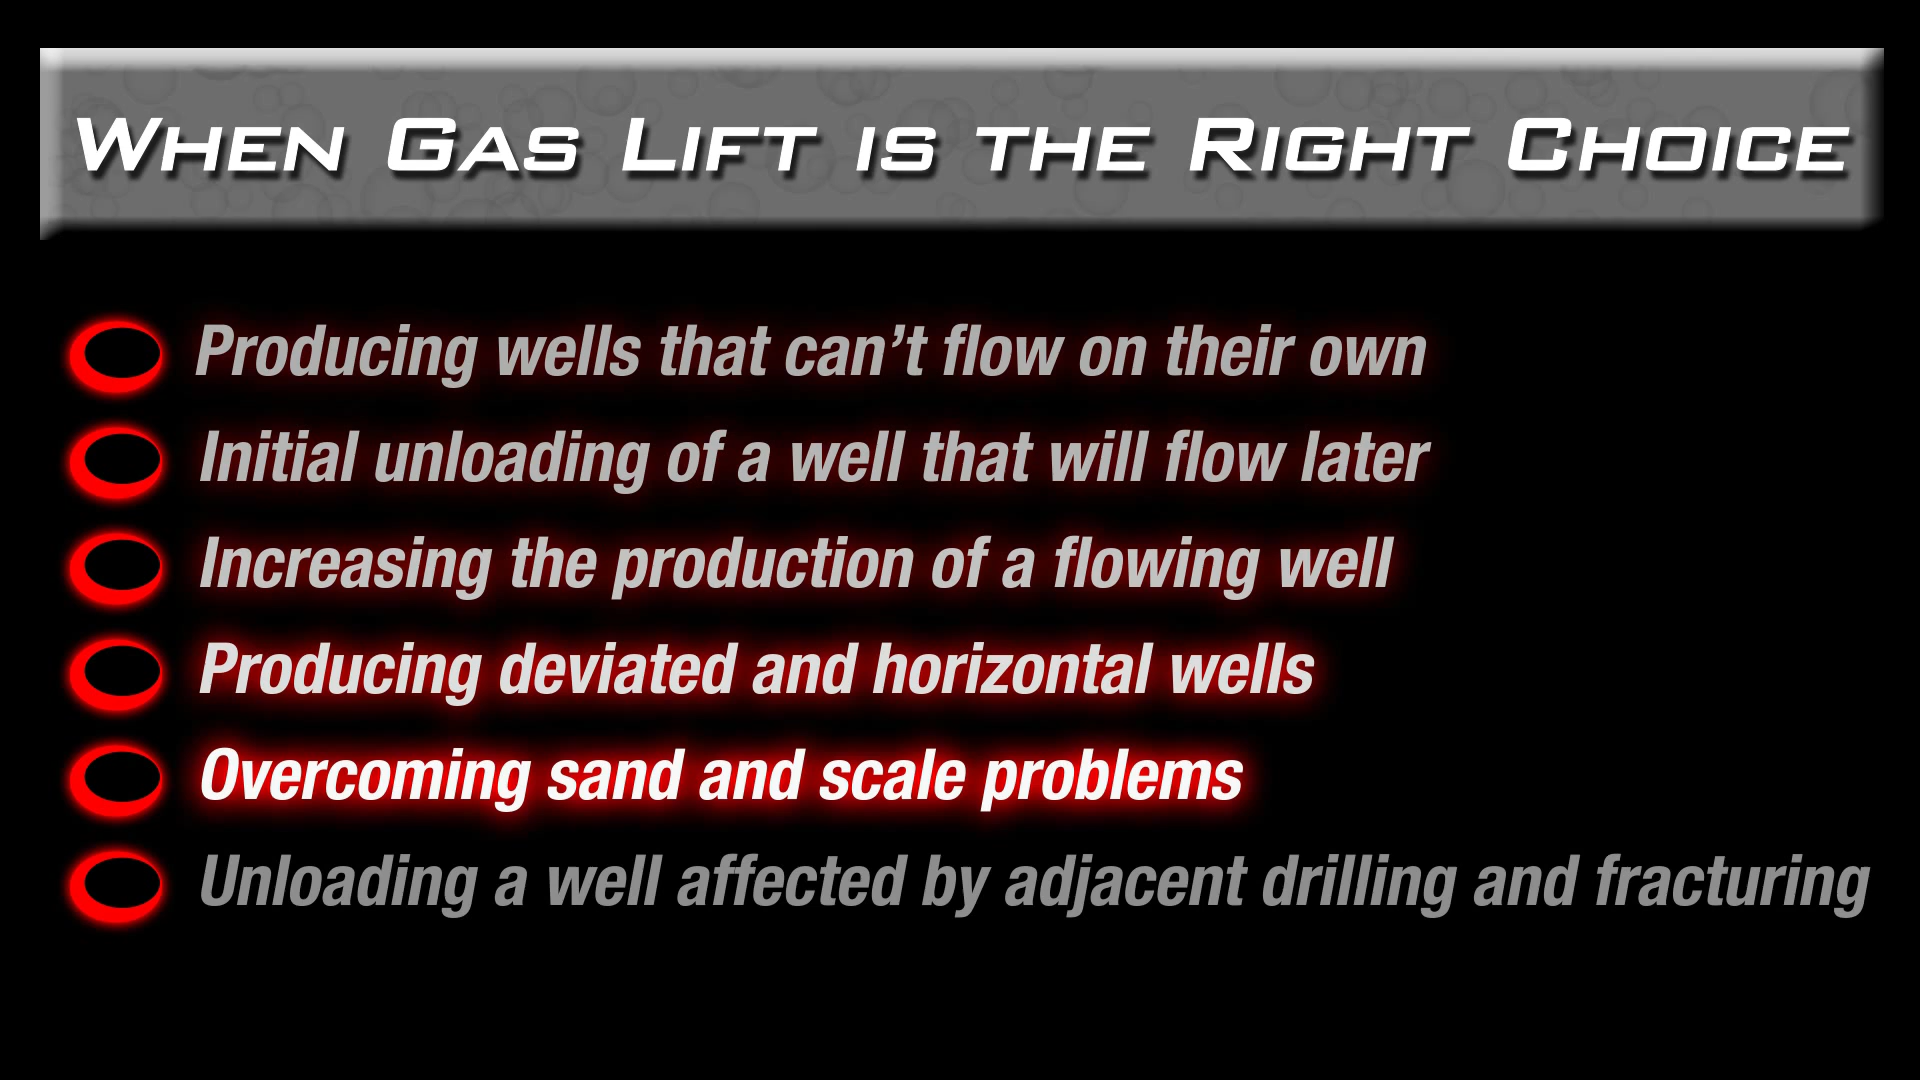 When Gas Lift is the Right Choice
Producing wells that can’t flow on their own
Initial unloading of a well that will flow later
Increasing the production of a flowing well
Producing deviated and horizontal wells
Overcoming sand and scale problems
Unloading a well affected by adjacent drilling and fracturing